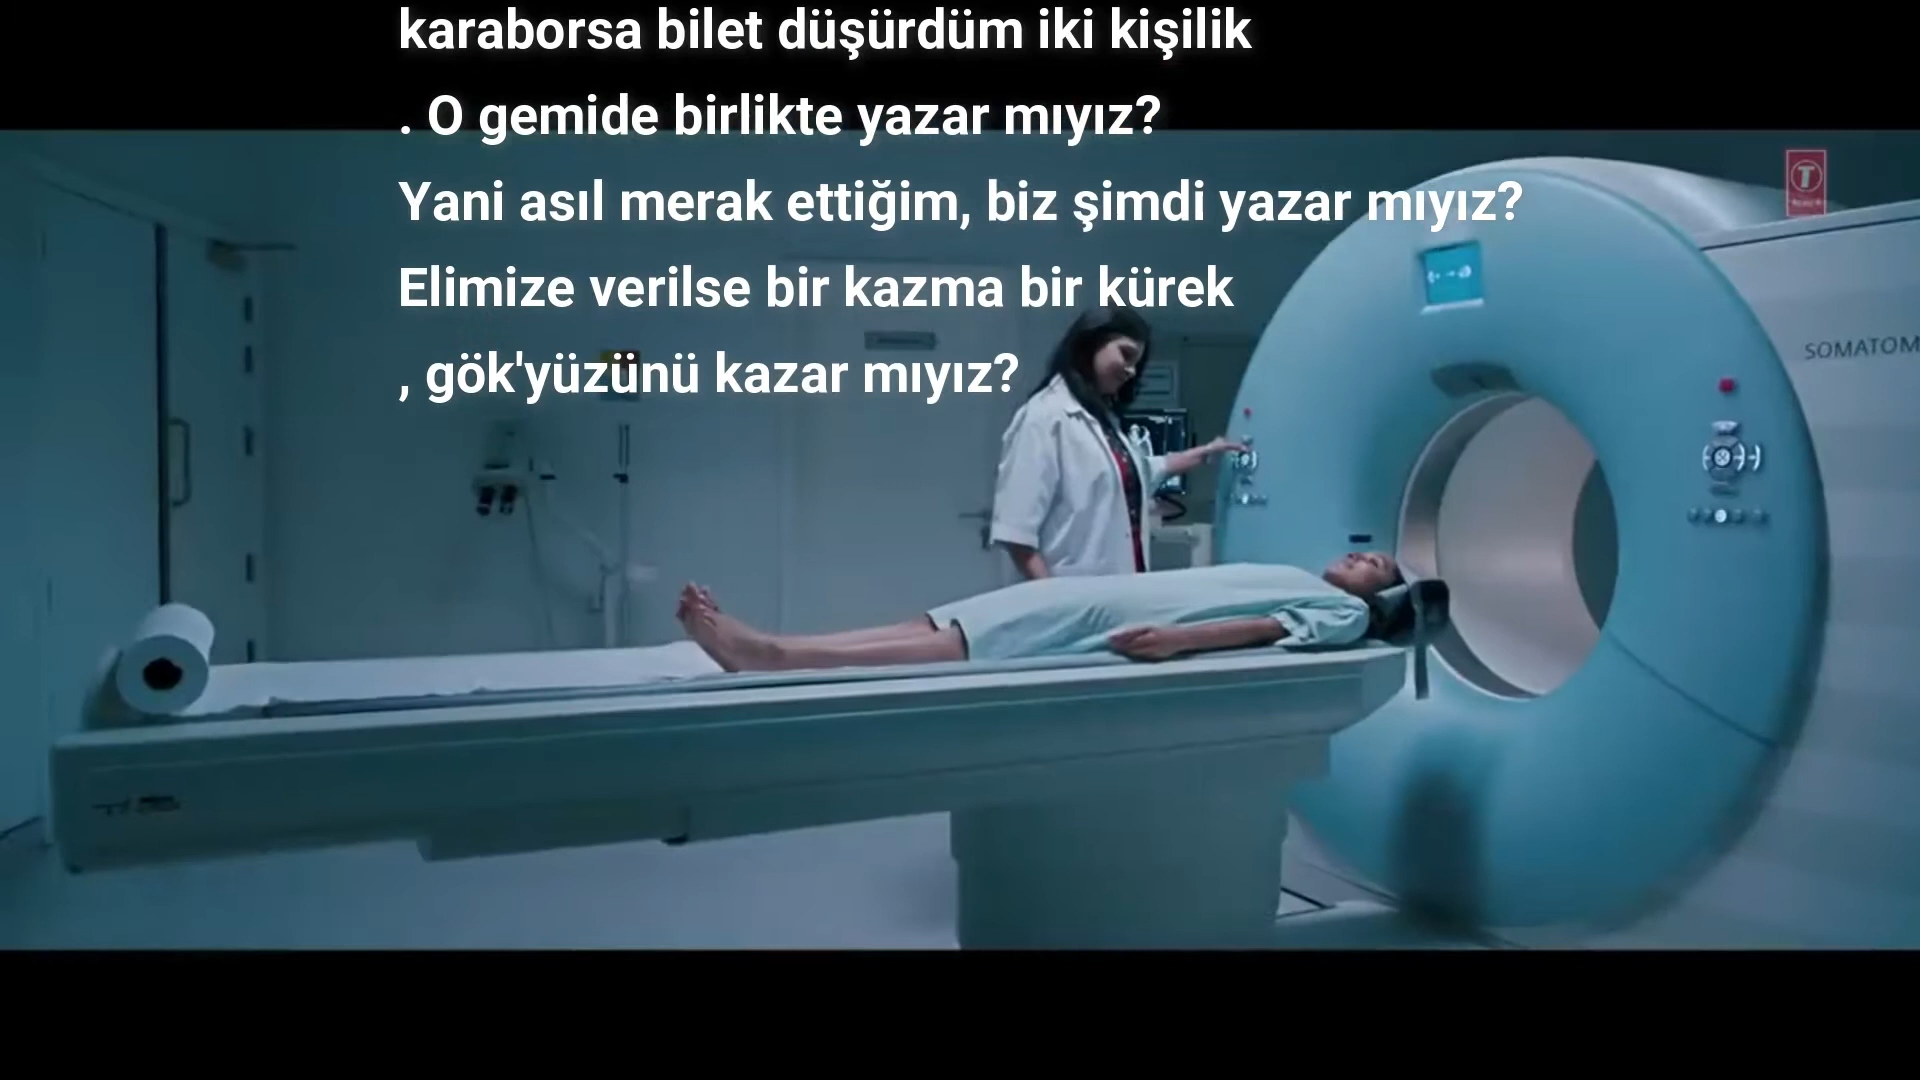 karaborsa bilet düşürdüm iki kişilik
. O gemide birlikte yazar mıyız?
Yani asıl merak ettiğim, biz şimdi yazar mıyız?
Elimize verilse bir kazma bir kürek
, gök'yüzünü kazar mıyız?
T
SOMATOM